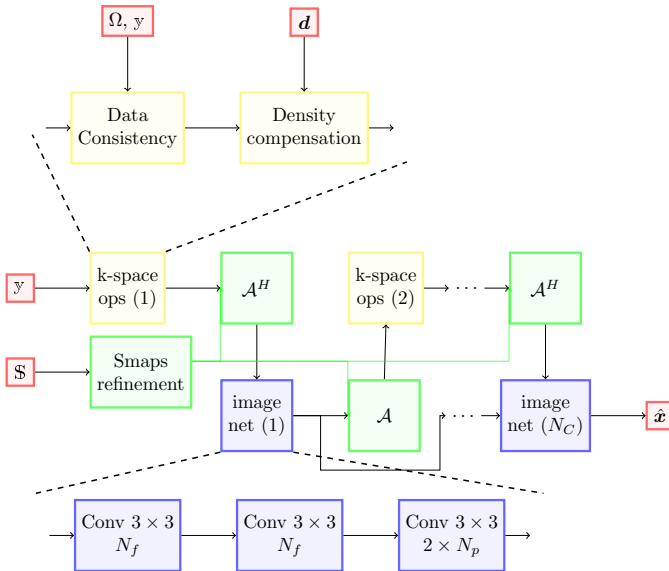 Ω, 𝕪
d
Data
Consistency
Density
compensation
𝕪
k-space
ops (1)
𝒜^H
k-space
ops (2)
···
𝒜^H
$
Smaps
refinement
image
net (1)
𝒜
···
image
net (N_C)
x̂
Conv 3 × 3
N_f
Conv 3 × 3
N_f
Conv 3 × 3
2 × N_p